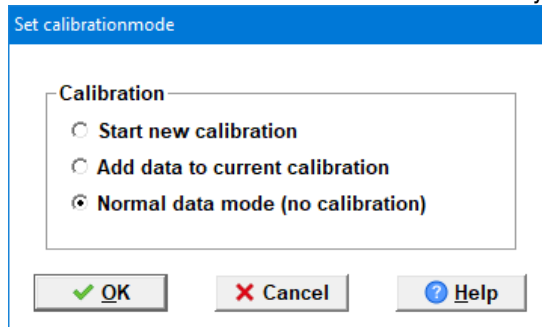 Set calibrationmode
Calibration
Start new calibration
Add data to current calibration
Normal data mode (no calibration)
OK Cancel Help